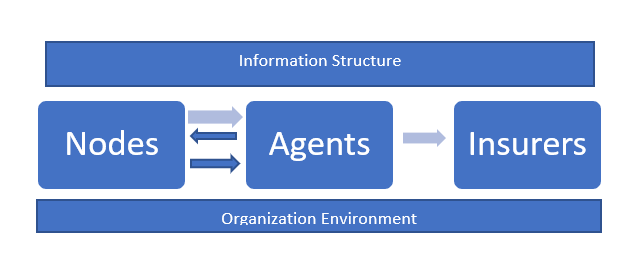 Information Structure
Nodes
Agents
Insurers
Organization Environment